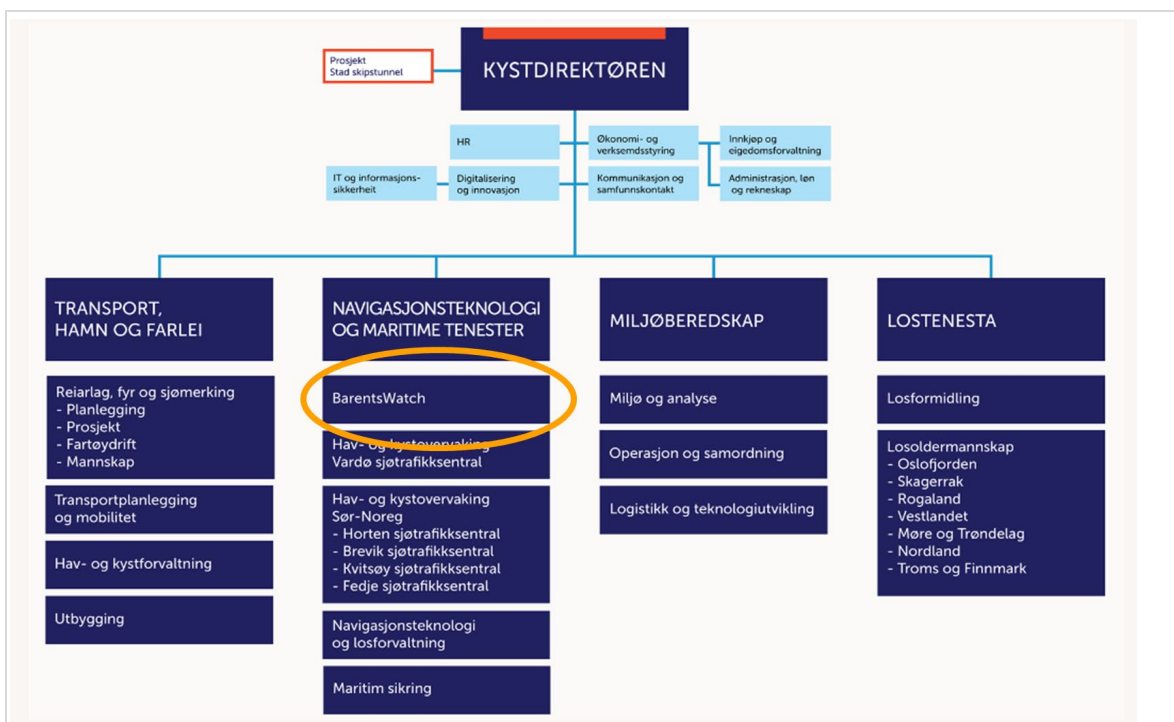 Prosjekt
Stad skipstunnel
KYSTDIREKTØREN
HR
Økonomi- og
verksemdsstyring
Innkjøp og
eigedomsforvaltning
IT og informasjons-
sikkerheit
Digitalisering
og innovasjon
Kommunikasjon og
samfunnskontakt
Administrasjon, løn
og rekneskap
TRANSPORT,
HAMN OG FARLEI
Reiarlag, fyr og sjømerking
- Planlegging
- Prosjekt
- Fartøydrift
- Mannskap
Transportplanlegging
og mobilitet
Hav- og kystforvaltning
Utbygging
NAVIGASJONSTEKNOLOGI
OG MARITIME TENESTER
BarentsWatch
Hav- og kystovervaking
Vardø sjøtrafikksentral
Hav- og kystovervaking
Sør-Noreg
- Horten sjøtrafikksentral
- Brevik sjøtrafikksentral
- Kvitsøy sjøtrafikksentral
- Fedje sjøtrafikksentral
Navigasjonsteknologi
og losforvaltning
Maritim sikring
MILJØBEREDSKAP
Miljø og analyse
Operasjon og samordning
Logistikk og teknologiutvikling
LOSTENESTA
Losformidling
Losoldermannskap
- Oslofjorden
- Skagerrak
- Rogaland
- Vestlandet
- Møre og Trøndelag
- Nordland
- Troms og Finnmark